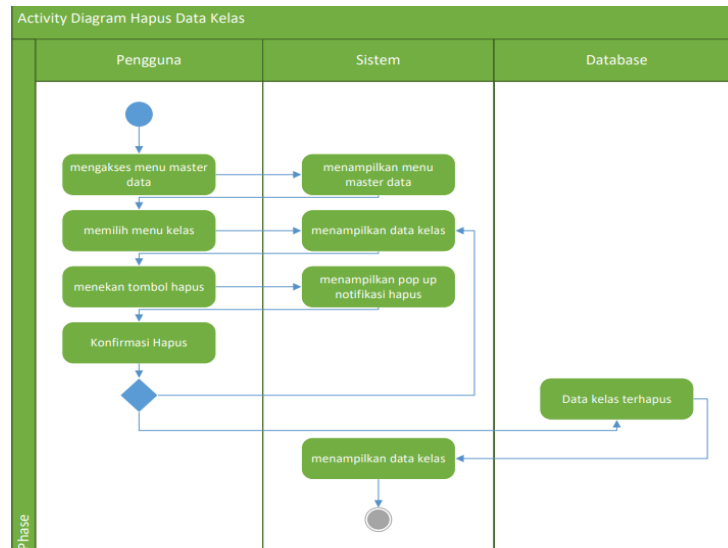 Activity Diagram Hapus Data Kelas
Pengguna
Sistem
Database
mengakses menu master
data
menampilkan menu
master data
memilih menu kelas
menampilkan data kelas
menekan tombol hapus
menampilkan pop up
notifikasi hapus
Konfirmasi Hapus
Data kelas terhapus
menampilkan data kelas
Phase